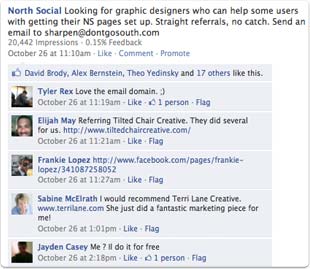 North Social Looking for graphic designers who can help some users
with getting their NS pages set up. Straight referrals, no catch. Send an
email to sharpen@dontgosouth.com
20,442 Impressions · 0.15% Feedback
October 26 at 11:10am · Like · Comment · Promote
David Brody, Alex Bernstein, Theo Yedinsky and 17 others like this.
Tyler Rex Love the email domain. ;)
October 26 at 11:19am · Like · 1 person · Flag
Elijah May Referring Tilted Chair Creative. They did several
for us. http://www.tiltedchaircreative.com/
October 26 at 11:21am · Like · Flag
Frankie Lopez http://www.facebook.com/pages/frankie-
lopez/341087258052
October 26 at 11:27am · Like · Flag
Sabine McElrath I would recommend Terri Lane Creative.
www.terrilane.com She just did a fantastic marketing piece for
me!
October 26 at 1:01pm · Like · Flag
Jayden Casey Me ? Il do it for free
October 26 at 2:18pm · Like · 1 person · Flag